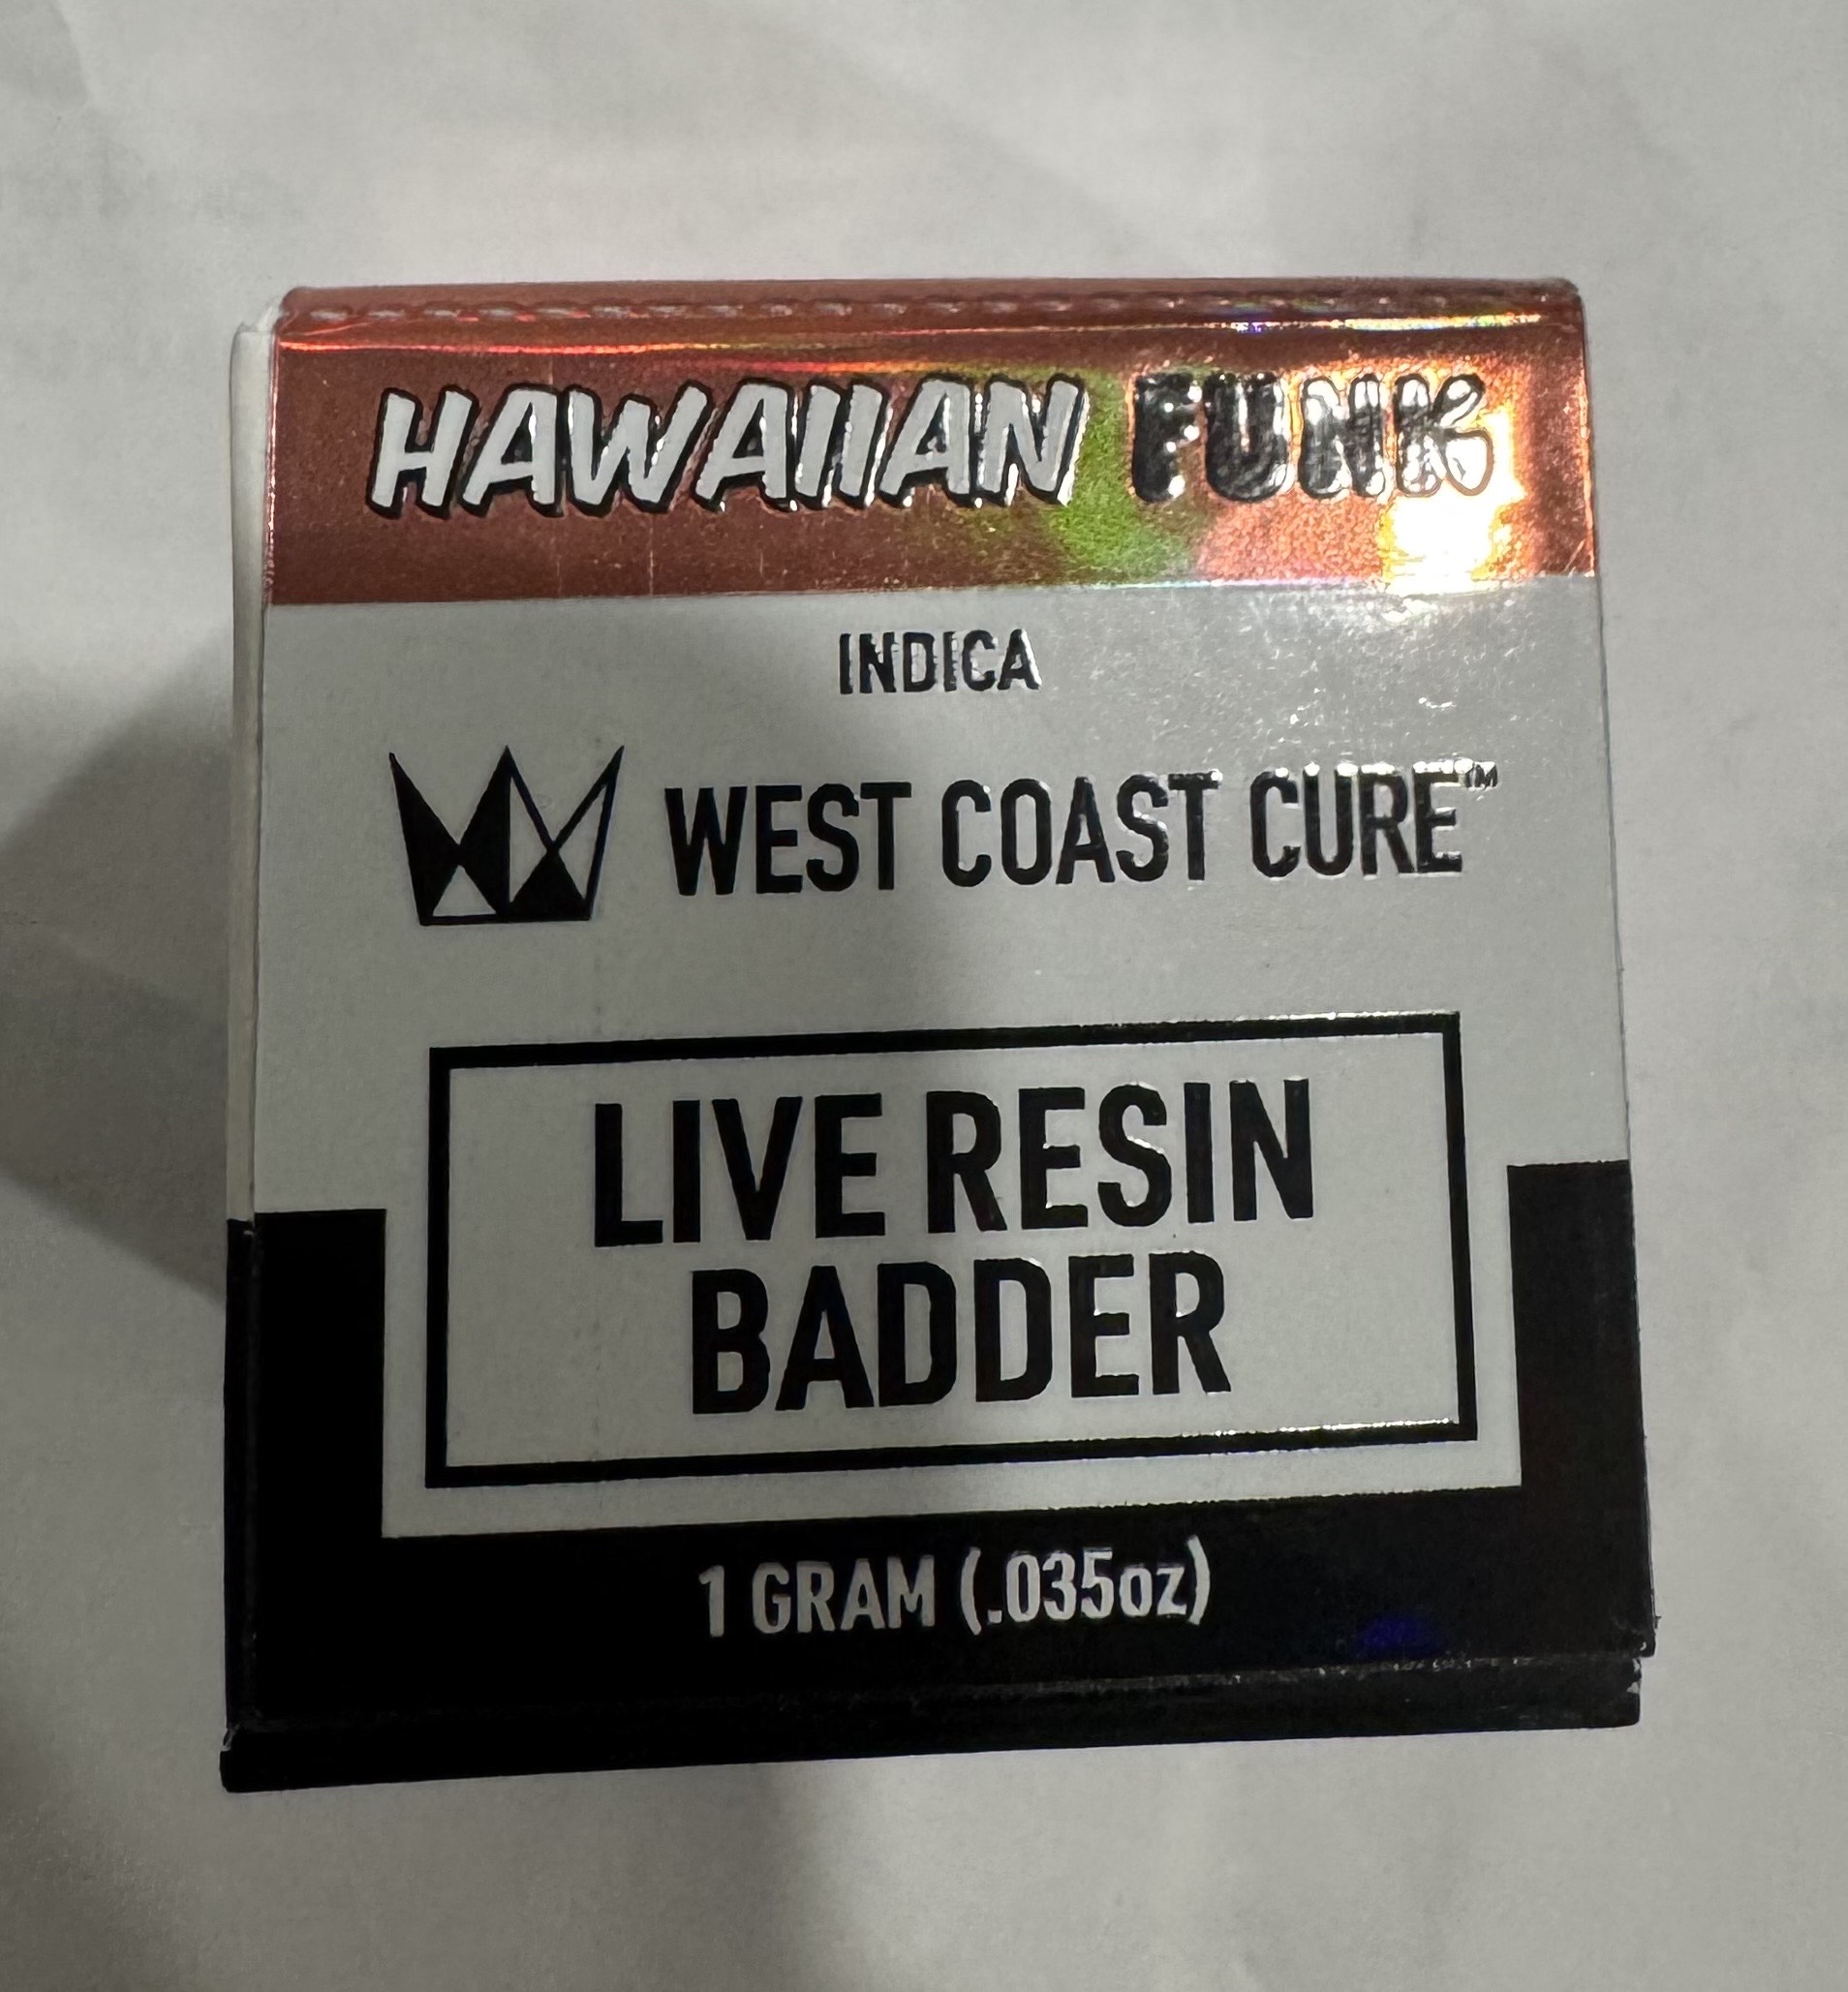 HAWAIIAN FUNK
INDICA
WEST COAST CURE™
LIVE RESIN
BADDER
1 GRAM (.035oz)